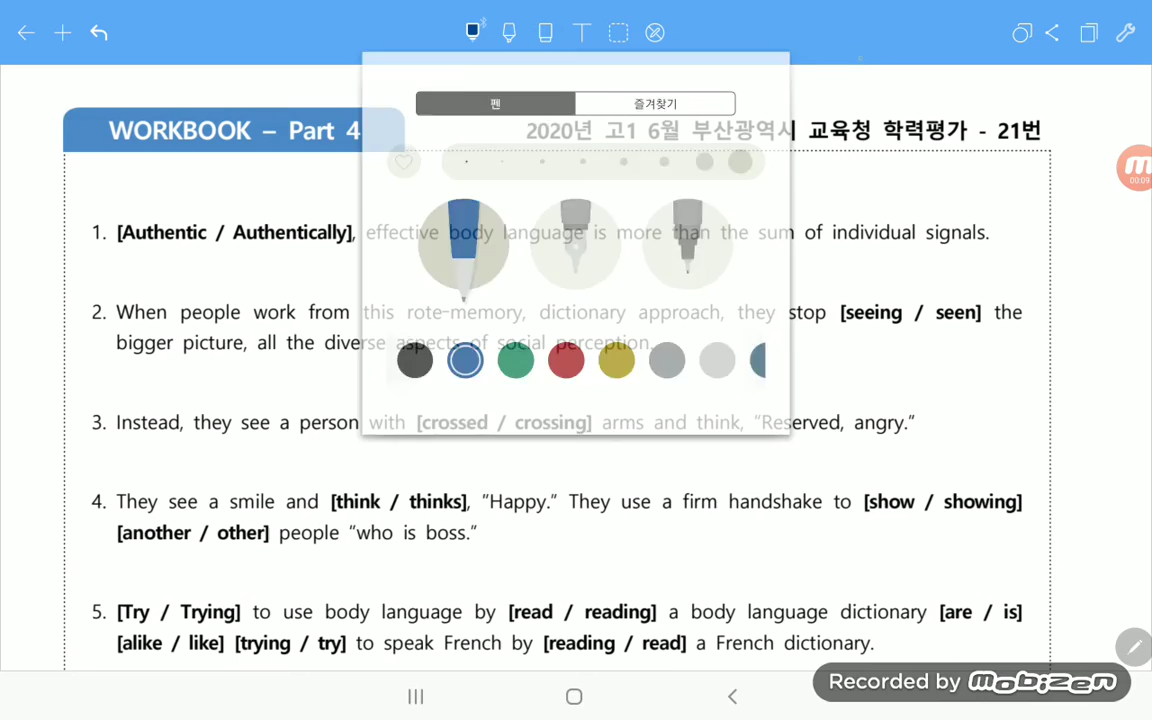 T
펜 즐겨찾기
WORKBOOK – Part 4 2020년 고1 6월 부산광역시 교육청 학력평가 - 21번
00:09
1. [Authentic / Authentically], effective body language is more than the sum of individual signals.
2. When people work from this rote-memory, dictionary approach, they stop [seeing / seen] the
bigger picture, all the diverse aspects of social perception.
3. Instead, they see a person with [crossed / crossing] arms and think, “Reserved, angry.”
4. They see a smile and [think / thinks], “Happy.” They use a firm handshake to [show / showing]
[another / other] people “who is boss.”
5. [Try / Trying] to use body language by [read / reading] a body language dictionary [are / is]
[alike / like] [trying / try] to speak French by [reading / read] a French dictionary.
Recorded by mobizen